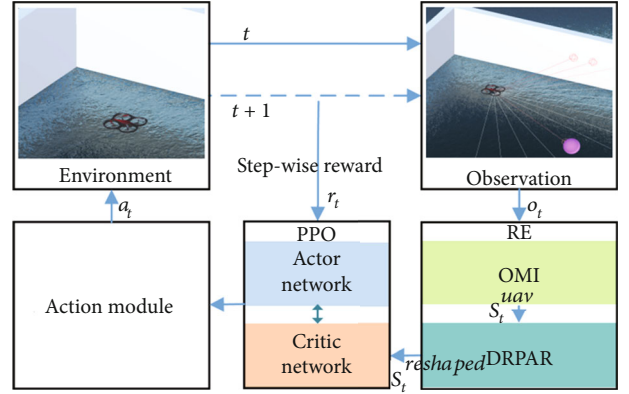 t
t + 1
Step-wise reward
r_t
Environment
Observation
a_t
o_t
Action module
PPO
Actor
network
Critic
network
RE
OMI
S_t^uav
DRPAR
S_t^reshaped